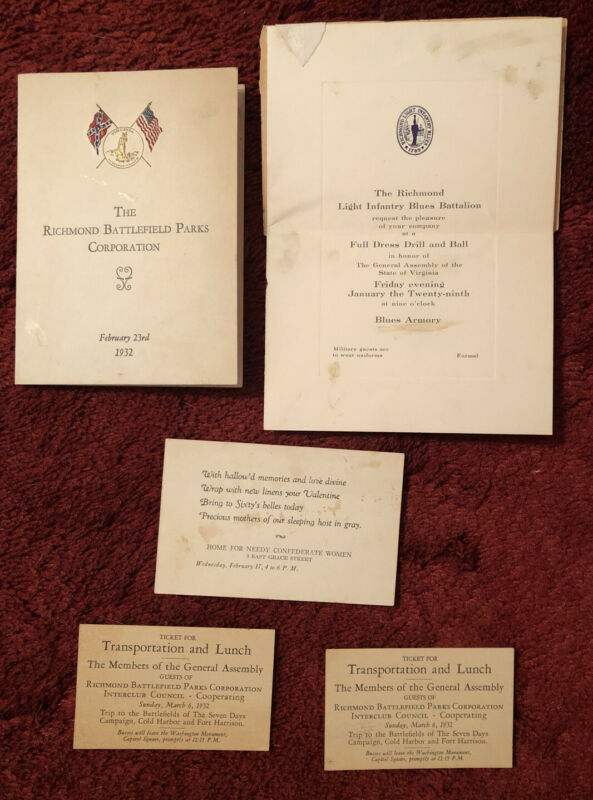 THE
RICHMOND BATTLEFIELD PARKS
CORPORATION
February 23rd
1932
RICHMOND LIGHT INFANTRY BLUES
1789
The Richmond
Light Infantry Blues Battalion
request the pleasure
of your company
at a
Full Dress Drill and Ball
in honor of
The General Assembly of the
State of Virginia
Friday evening
January the Twenty-ninth
at nine o'clock
Blues Armory
Military guests are
to wear uniforms
Formal
With hallow'd memories and love divine
Wrap with new linens your Valentine
Bring to Sixty's belles today
Precious mothers of our sleeping host in gray.
HOME FOR NEEDY CONFEDERATE WOMEN
3 EAST GRACE STREET
Wednesday, February 17, 4 to 6 P. M.
TICKET FOR
Transportation and Lunch
The Members of the General Assembly
GUESTS OF
RICHMOND BATTLEFIELD PARKS CORPORATION
INTERCLUB COUNCIL - Cooperating
Sunday, March 6, 1932
Trip to the Battlefields of The Seven Days
Campaign, Cold Harbor and Fort Harrison.
Busses will leave the Washington Monument,
Capitol Square, promptly at 12:15 P.M.
TICKET FOR
Transportation and Lunch
The Members of the General Assembly
GUESTS OF
RICHMOND BATTLEFIELD PARKS CORPORATION
INTERCLUB COUNCIL - Cooperating
Sunday, March 6, 1932
Trip to the Battlefields of The Seven Days
Campaign, Cold Harbor and Fort Harrison.
Busses will leave the Washington Monument,
Capitol Square, promptly at 12:15 P.M.